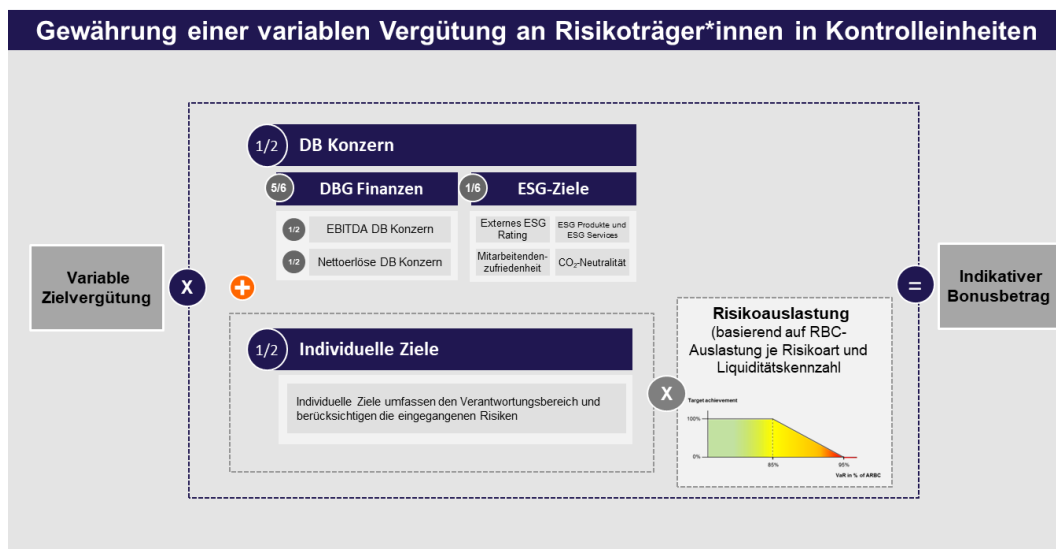 Gewährung einer variablen Vergütung an Risikoträger*innen in Kontrolleinheiten
1/2 DB Konzern
5/6 DBG Finanzen
1/6 ESG-Ziele
1/2 EBITDA DB Konzern
1/2 Nettoerlöse DB Konzern
Externes ESG
Rating
ESG Produkte und
ESG Services
Mitarbeitenden-
zufriedenheit
CO₂-Neutralität
Variable
Zielvergütung
X
+
=
Indikativer
Bonusbetrag
1/2 Individuelle Ziele
Individuelle Ziele umfassen den Verantwortungsbereich und
berücksichtigen die eingegangenen Risiken
X
Risikoauslastung
(basierend auf RBC-
Auslastung je Risikoart und
Liquiditätskennzahl
Target achievement
100%
0%
85%
95%
VaR in % of ARBC